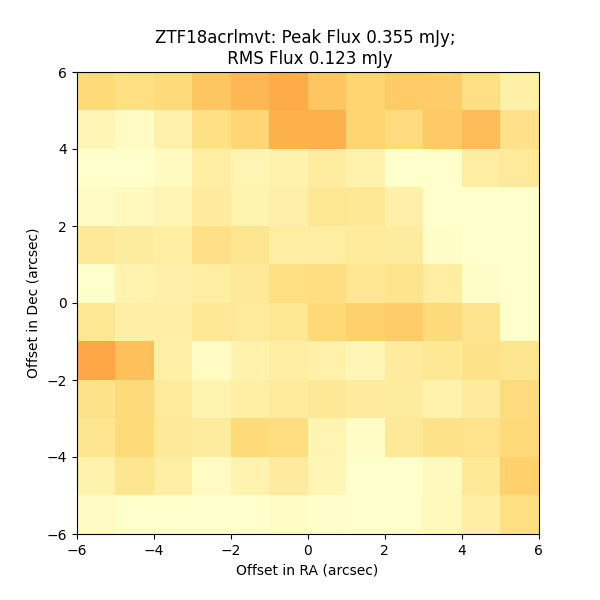 ZTF18acrlmvt: Peak Flux 0.355 mJy;
RMS Flux 0.123 mJy
6
4
2
0
−2
−4
−6
Offset in Dec (arcsec)
−6 −4 −2 0 2 4 6
Offset in RA (arcsec)